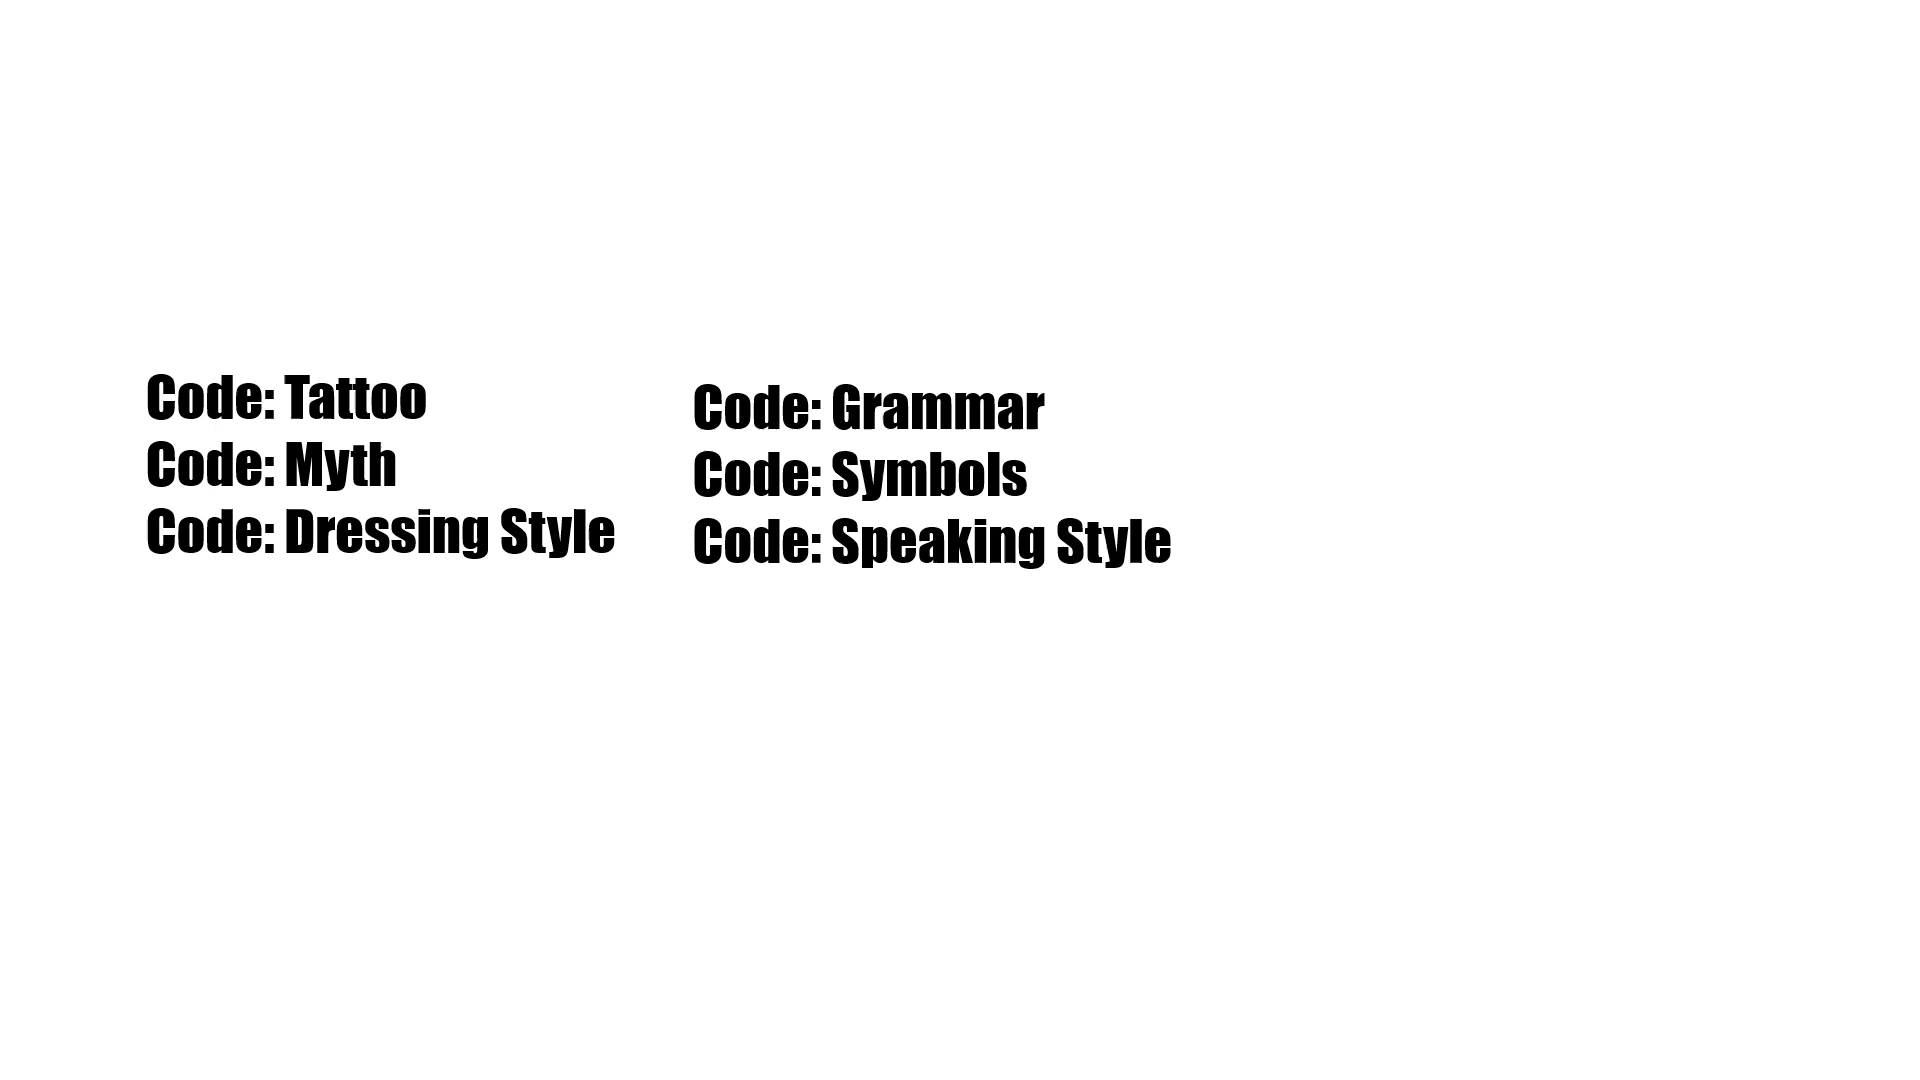 Code: Tattoo
Code: Myth
Code: Dressing Style
Code: Grammar
Code: Symbols
Code: Speaking Style